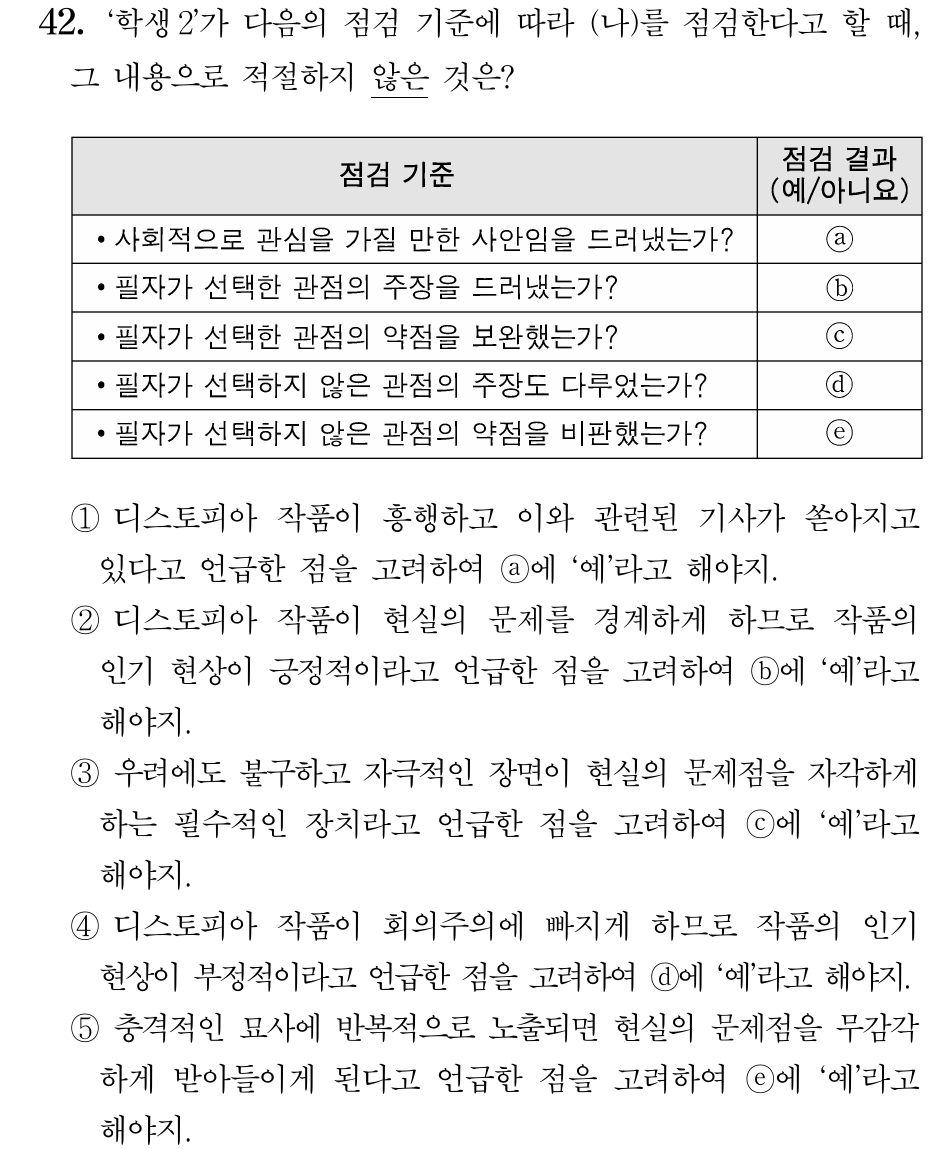 42. ‘학생 2’가 다음의 점검 기준에 따라 (나)를 점검한다고 할 때,
그 내용으로 적절하지 않은 것은?
점검 기준
점검 결과
(예/아니요)
• 사회적으로 관심을 가질 만한 사안임을 드러냈는가? ⓐ
• 필자가 선택한 관점의 주장을 드러냈는가? ⓑ
• 필자가 선택한 관점의 약점을 보완했는가? ⓒ
• 필자가 선택하지 않은 관점의 주장도 다루었는가? ⓓ
• 필자가 선택하지 않은 관점의 약점을 비판했는가? ⓔ
① 디스토피아 작품이 흥행하고 이와 관련된 기사가 쏟아지고
있다고 언급한 점을 고려하여 ⓐ에 ‘예’라고 해야지.
② 디스토피아 작품이 현실의 문제를 경계하게 하므로 작품의
인기 현상이 긍정적이라고 언급한 점을 고려하여 ⓑ에 ‘예’라고
해야지.
③ 우려에도 불구하고 자극적인 장면이 현실의 문제점을 자각하게
하는 필수적인 장치라고 언급한 점을 고려하여 ⓒ에 ‘예’라고
해야지.
④ 디스토피아 작품이 회의주의에 빠지게 하므로 작품의 인기
현상이 부정적이라고 언급한 점을 고려하여 ⓓ에 ‘예’라고 해야지.
⑤ 충격적인 묘사에 반복적으로 노출되면 현실의 문제점을 무감각
하게 받아들이게 된다고 언급한 점을 고려하여 ⓔ에 ‘예’라고
해야지.